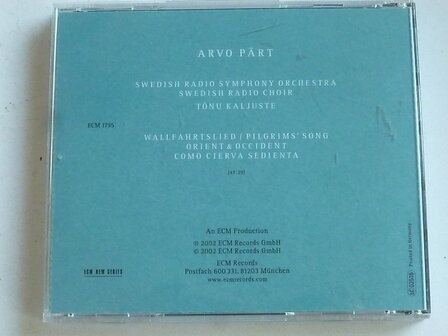 ARVO PÄRT
SWEDISH RADIO SYMPHONY ORCHESTRA
SWEDISH RADIO CHOIR
TÕNU KALJUSTE
ECM 1795
WALLFAHRTSLIED / PILGRIMS' SONG
ORIENT & OCCIDENT
COMO CIERVA SEDIENTA
An ECM Production
℗ 2002 ECM Records GmbH
© 2002 ECM Records GmbH
ECM Records
Postfach 600 331, 81203 München
www.ecmrecords.com
ECM NEW SERIES
Printed in Germany